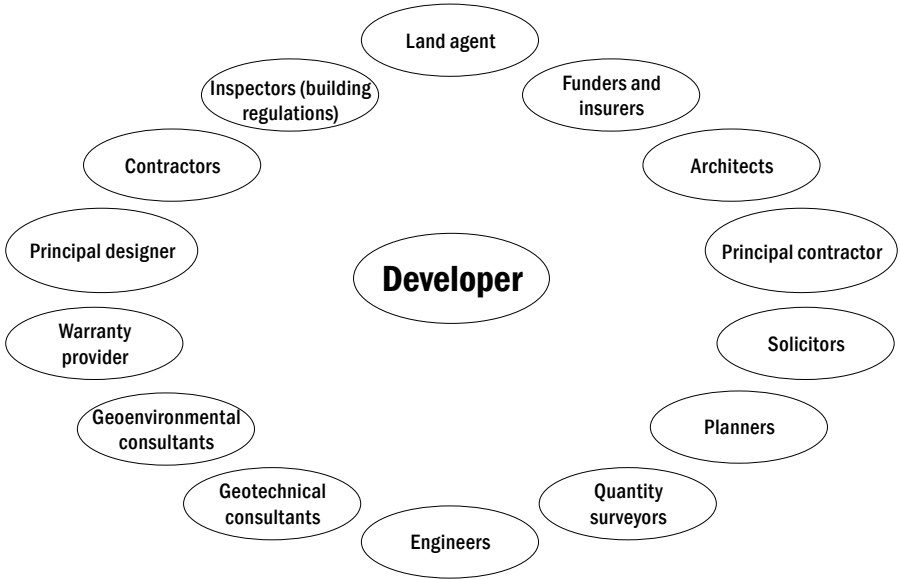 Land agent
Inspectors (building
regulations)
Funders and
insurers
Contractors
Architects
Principal designer
Principal contractor
Developer
Warranty
provider
Solicitors
Geoenvironmental
consultants
Planners
Geotechnical
consultants
Quantity
surveyors
Engineers